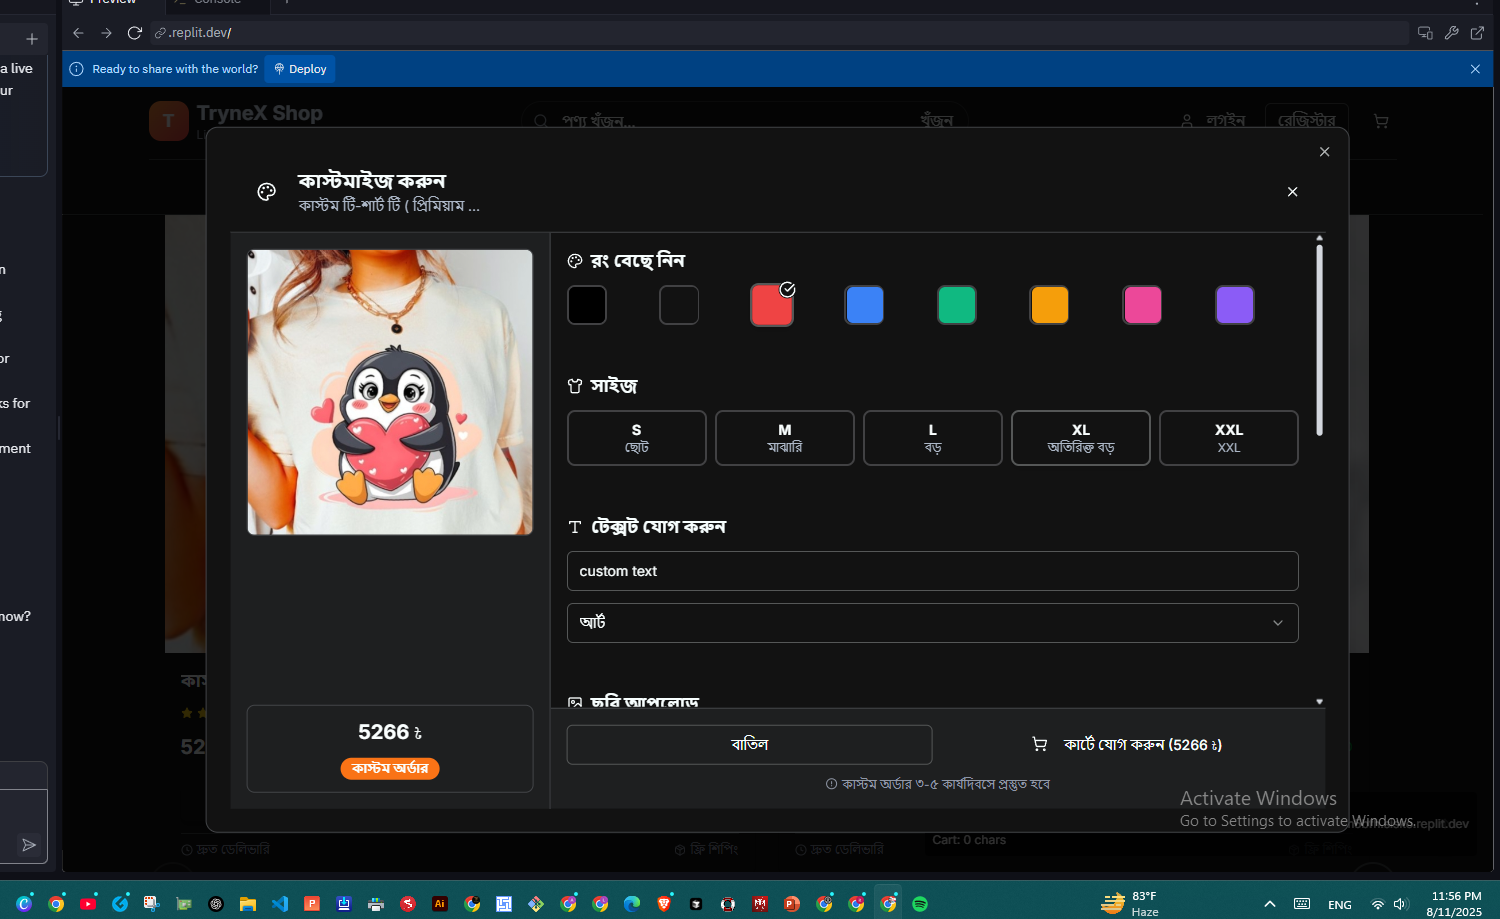 Preview
Console
.replit.dev/
a live
ur
Ready to share with the world?
Deploy
T
TryneX Shop
পণ্য খুঁজুন...
খুঁজুন
লগইন
রেজিস্টার
কাস্টমাইজ করুন
কাস্টম টি-শার্ট টি ( প্রিমিয়াম ...
রং বেছে নিন
সাইজ
S
ছোট
M
মাঝারি
L
বড়
XL
অতিরিক্ত বড়
XXL
XXL
টেক্সট যোগ করুন
custom text
আর্ট
ছবি আপলোড
5266 ৳
কাস্টম অর্ডার
বাতিল
কার্টে যোগ করুন (5266 ৳)
কাস্টম অর্ডার ৩-৫ কার্যদিবসে প্রস্তুত হবে
n
or
ks for
ment
now?
52
Activate Windows
Go to Settings to activate Windows.
.replit.dev
Cart: 0 chars
দ্রুত ডেলিভারি
ফ্রি শিপিং
দ্রুত ডেলিভারি
83°F
Haze
ENG
11:56 PM
8/11/2025